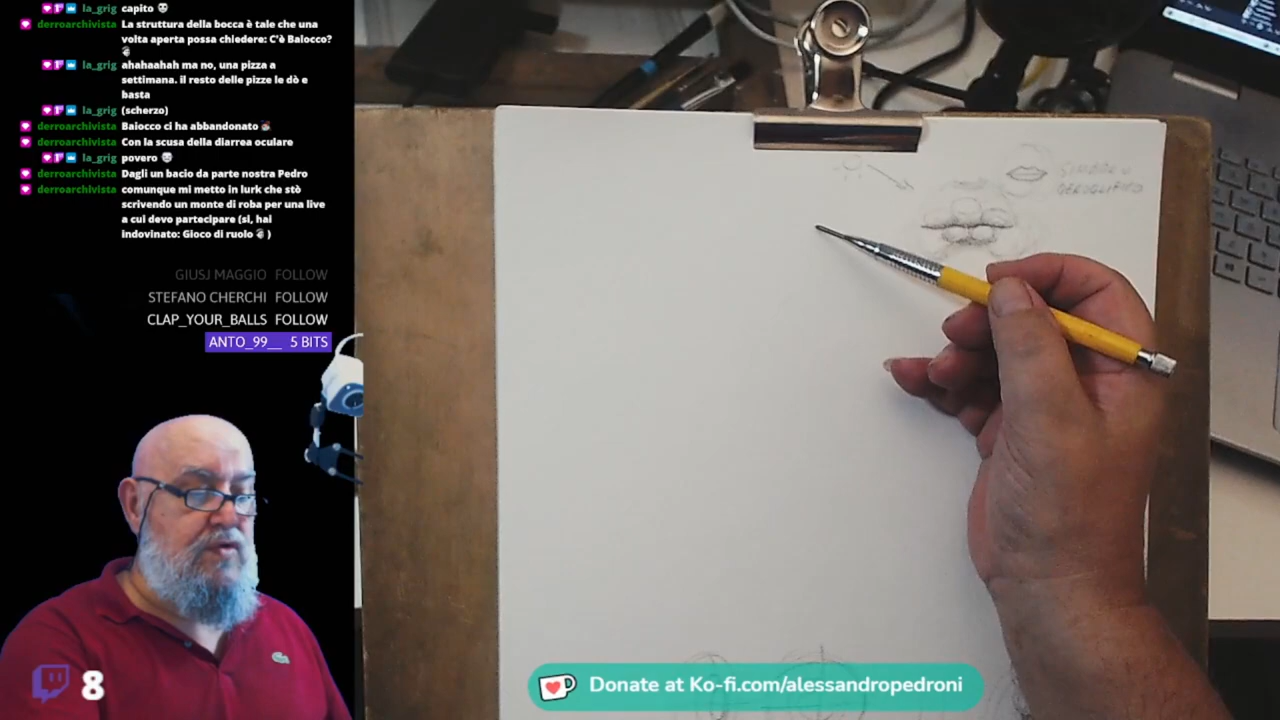 la_grig capito
derroarchivista La struttura della bocca è tale che una
volta aperta possa chiedere: C'è Baiocco?
la_grig ahahaahah ma no, una pizza a
settimana. il resto delle pizze le dò e
basta
la_grig (scherzo)
derroarchivista Baiocco ci ha abbandonato
derroarchivista Con la scusa della diarrea oculare
la_grig povero
derroarchivista Dagli un bacio da parte nostra Pedro
derroarchivista comunque mi metto in lurk che stò
scrivendo un monte di roba per una live
a cui devo partecipare (si, hai
indovinato: Gioco di ruolo )
GIUSJ MAGGIO FOLLOW
STEFANO CHERCHI FOLLOW
CLAP_YOUR_BALLS FOLLOW
ANTO_99__ 5 BITS
8
GEROGLIFICO
Donate at Ko-fi.com/alessandropedroni